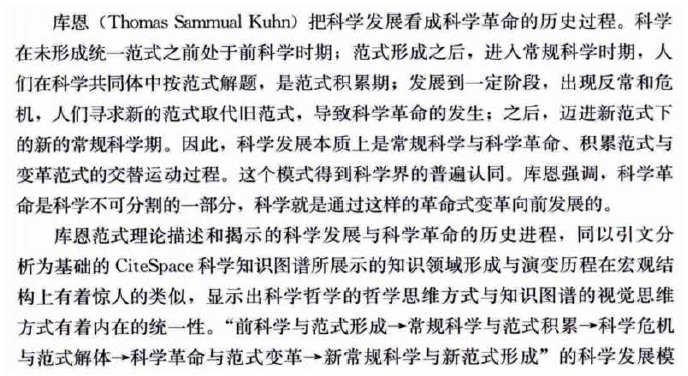 库恩（Thomas Sammual Kuhn）把科学发展看成科学革命的历史过程。科学
在未形成统一范式之前处于前科学时期；范式形成之后，进入常规科学时期，人
们在科学共同体中按范式解题，是范式积累期；发展到一定阶段，出现反常和危
机，人们寻求新的范式取代旧范式，导致科学革命的发生；之后，迈进新范式下
的新的常规科学期。因此，科学发展本质上是常规科学与科学革命、积累范式与
变革范式的交替运动过程。这个模式得到科学界的普遍认同。库恩强调，科学革
命是科学不可分割的一部分，科学就是通过这样的革命式变革向前发展的。
库恩范式理论描述和揭示的科学发展与科学革命的历史进程，同以引文分
析为基础的 CiteSpace 科学知识图谱所展示的知识领域形成与演变历程在宏观结
构上有着惊人的类似，显示出科学哲学的哲学思维方式与知识图谱的视觉思维
方式有着内在的统一性。“前科学与范式形成→常规科学与范式积累→科学危机
与范式解体→科学革命与范式变革→新常规科学与新范式形成”的科学发展模